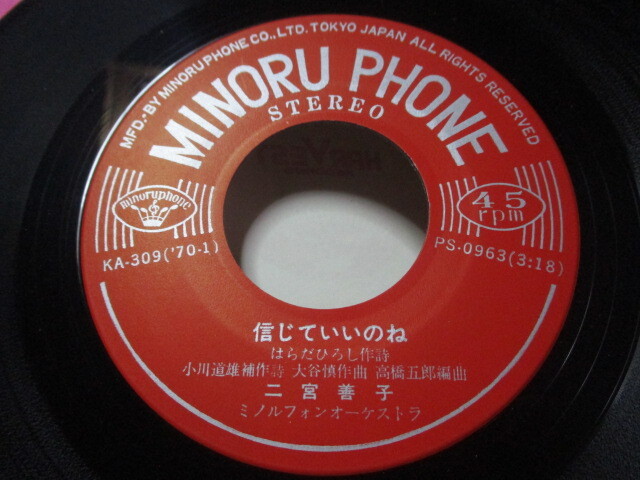 MFD. BY MINORU PHONE CO., LTD. TOKYO JAPAN ALL RIGHTS RESERVED
MINORU PHONE
STEREO
minoruphone
45
rpm
KA-309('70-1)
PS-0963(3:18)
信じていいのね
はらだひろし作詩
小川道雄補作詩 大谷慎作曲 高橋五郎編曲
二宮善子
ミノルフォンオーケストラ